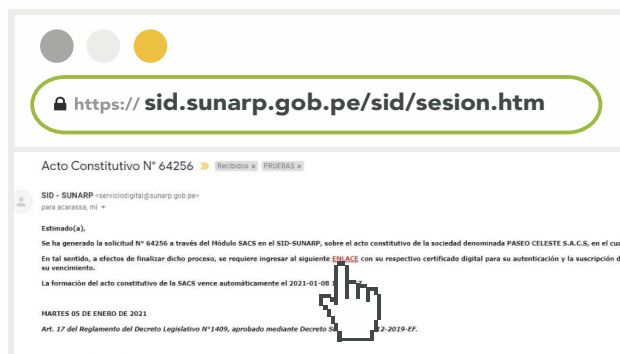 https:// sid.sunarp.gob.pe/sid/sesion.htm
Acto Constitutivo N° 64256 Recibidos x PRUEBAS x
SID - SUNARP <serviciodigital@sunarp.gob.pe>
para acarassa, mí
Estimado(a),
Se ha generado la solicitud N° 64256 a través del Módulo SACS en el SID-SUNARP, sobre el acto constitutivo de la sociedad denominada PASEO CELESTE S.A.C.S, en el
En tal sentido, a efectos de finalizar dicho proceso, se requiere ingresar al siguiente ENLACE con su respectivo certificado digital para su autenticación y la suscripción
su vencimiento.
La formación del acto constitutivo de la SACS vence automáticamente el 2021-01-08
MARTES 05 DE ENERO DE 2021
Art. 17 del Reglamento del Decreto Legislativo N°1409, aprobado mediante Decreto 12-2019-EF.